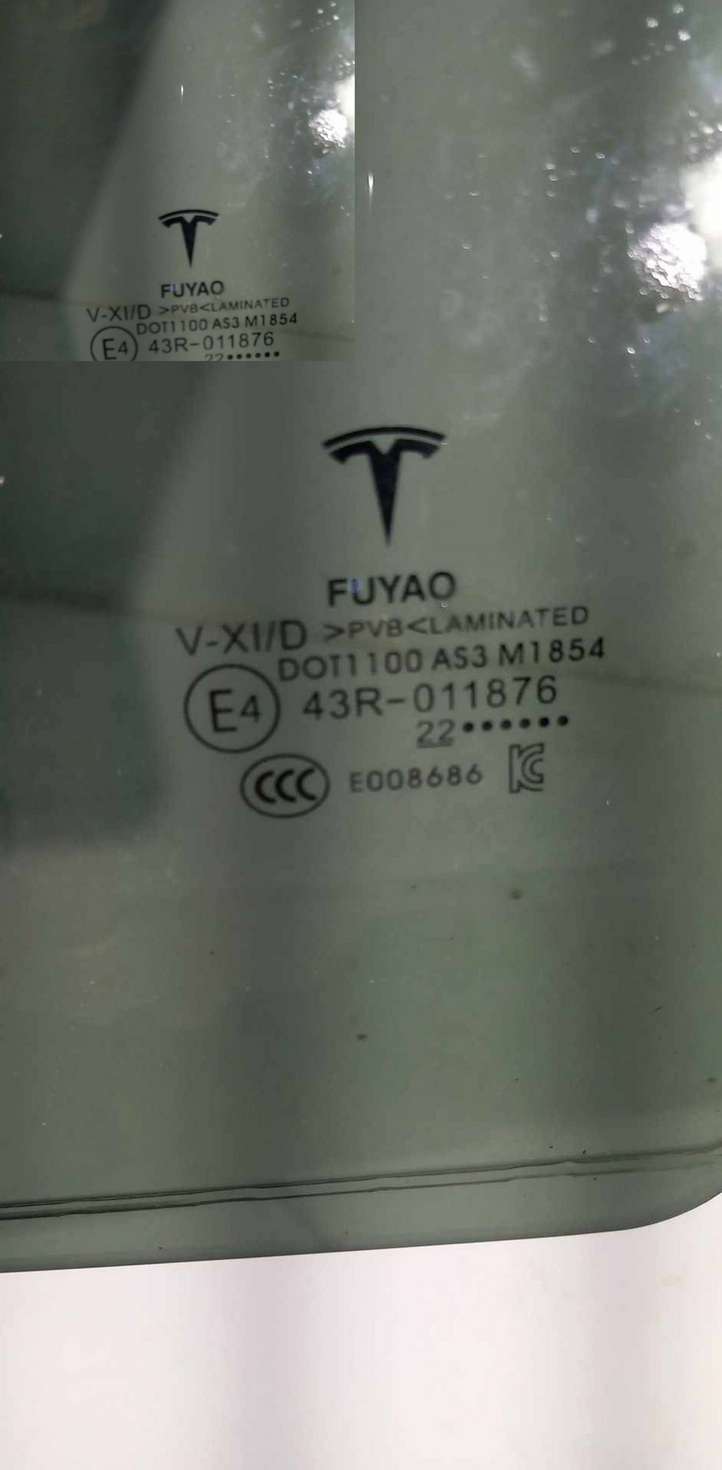 FUYAO
V-XI/D >PVB<LAMINATED
DOT1100 AS3 M1854
E4 43R-011876
22••••••
FUYAO
V-XI/D >PVB<LAMINATED
DOT1100 AS3 M1854
E4 43R-011876
22••••••
CCC E008686 KC